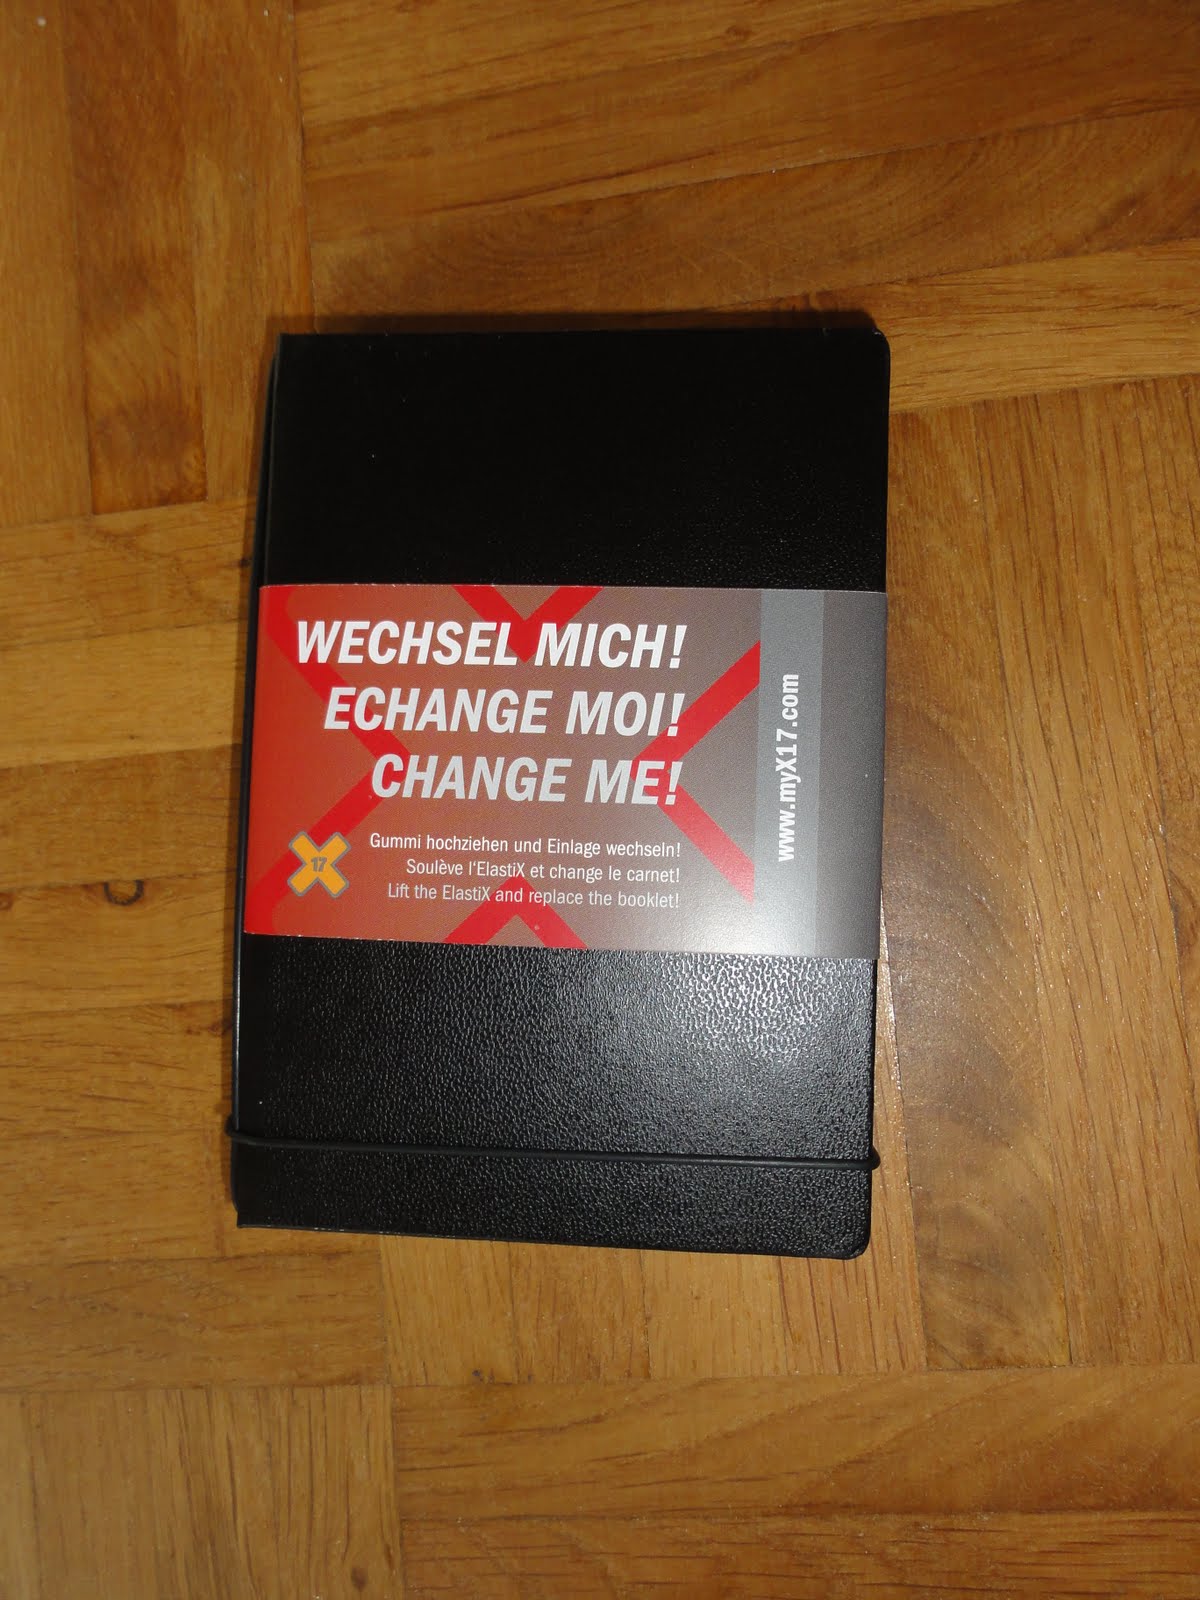 WECHSEL MICH!
ECHANGE MOI!
CHANGE ME!
17
Gummi hochziehen und Einlage wechseln!
Soulève l'ElastiX et change le carnet!
Lift the ElastiX and replace the booklet!
www.myX17.com